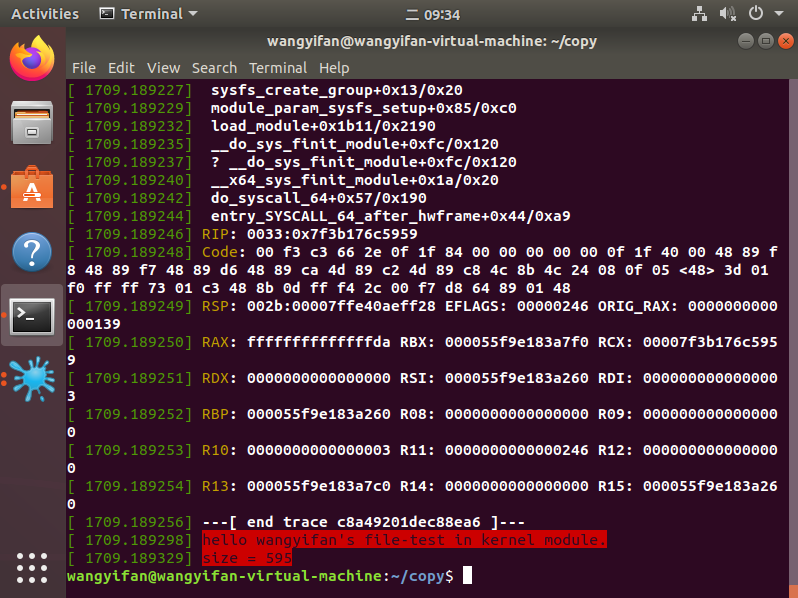 Activities Terminal 二 09:34
wangyifan@wangyifan-virtual-machine: ~/copy
File Edit View Search Terminal Help
[ 1709.189227]  sysfs_create_group+0x13/0x20
[ 1709.189229]  module_param_sysfs_setup+0x85/0xc0
[ 1709.189232]  load_module+0x1b11/0x2190
[ 1709.189235]  __do_sys_finit_module+0xfc/0x120
[ 1709.189237]  ? __do_sys_finit_module+0xfc/0x120
[ 1709.189240]  __x64_sys_finit_module+0x1a/0x20
[ 1709.189242]  do_syscall_64+0x57/0x190
[ 1709.189244]  entry_SYSCALL_64_after_hwframe+0x44/0xa9
[ 1709.189246] RIP: 0033:0x7f3b176c5959
[ 1709.189248] Code: 00 f3 c3 66 2e 0f 1f 84 00 00 00 00 00 0f 1f 40 00 48 89 f
8 48 89 f7 48 89 d6 48 89 ca 4d 89 c2 4d 89 c8 4c 8b 4c 24 08 0f 05 <48> 3d 01
f0 ff ff 73 01 c3 48 8b 0d ff f4 2c 00 f7 d8 64 89 01 48
[ 1709.189249] RSP: 002b:00007ffe40aeff28 EFLAGS: 00000246 ORIG_RAX: 0000000000
000139
[ 1709.189250] RAX: ffffffffffffffda RBX: 000055f9e183a7f0 RCX: 00007f3b176c595
9
[ 1709.189251] RDX: 0000000000000000 RSI: 000055f9e183a260 RDI: 000000000000000
3
[ 1709.189252] RBP: 000055f9e183a260 R08: 0000000000000000 R09: 000000000000000
0
[ 1709.189253] R10: 0000000000000003 R11: 0000000000000246 R12: 000000000000000
0
[ 1709.189254] R13: 000055f9e183a7c0 R14: 0000000000000000 R15: 000055f9e183a26
0
[ 1709.189256] ---[ end trace c8a49201dec88ea6 ]---
[ 1709.189298] hello wangyifan's file-test in kernel module.
[ 1709.189329] size = 595
wangyifan@wangyifan-virtual-machine:~/copy$